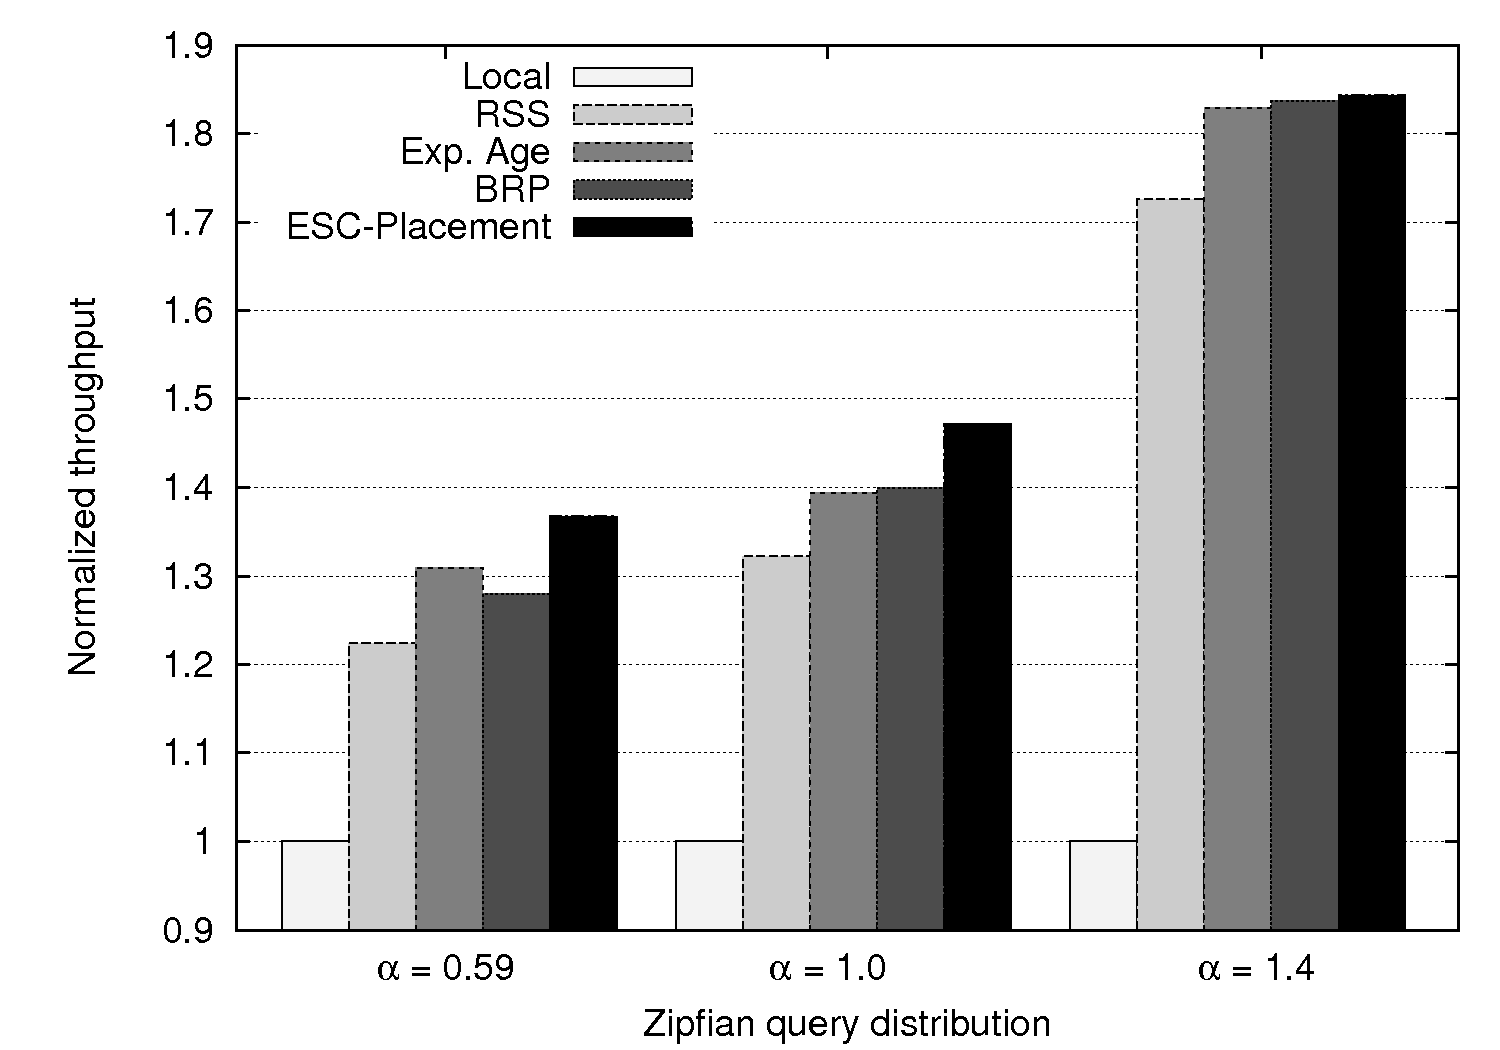 1.9
1.8
1.7
1.6
1.5
1.4
1.3
1.2
1.1
1
0.9
Normalized throughput
Local
RSS
Exp. Age
BRP
ESC-Placement
α = 0.59
α = 1.0
α = 1.4
Zipfian query distribution